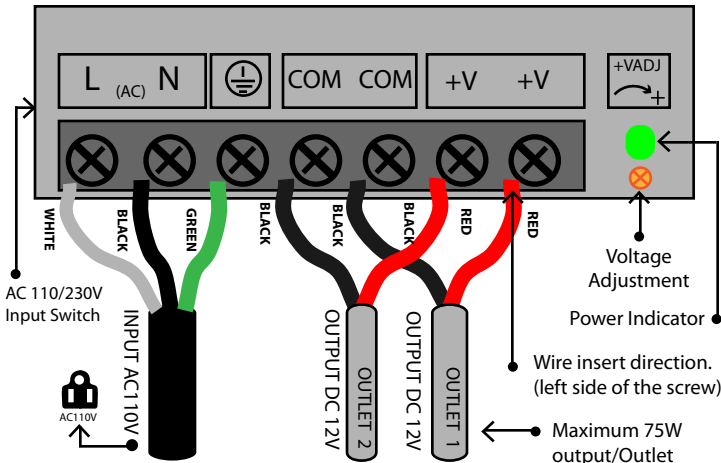 L (AC) N
COM COM
+V +V
+VADJ
+
WHITE
BLACK
GREEN
BLACK
BLACK
BLACK
RED
RED
AC 110/230V
Input Switch
INPUT AC110V
AC110V
OUTPUT DC 12V
OUTLET 2
OUTPUT DC 12V
OUTLET 1
Voltage
Adjustment
Power Indicator
Wire insert direction.
(left side of the screw)
Maximum 75W
output/Outlet